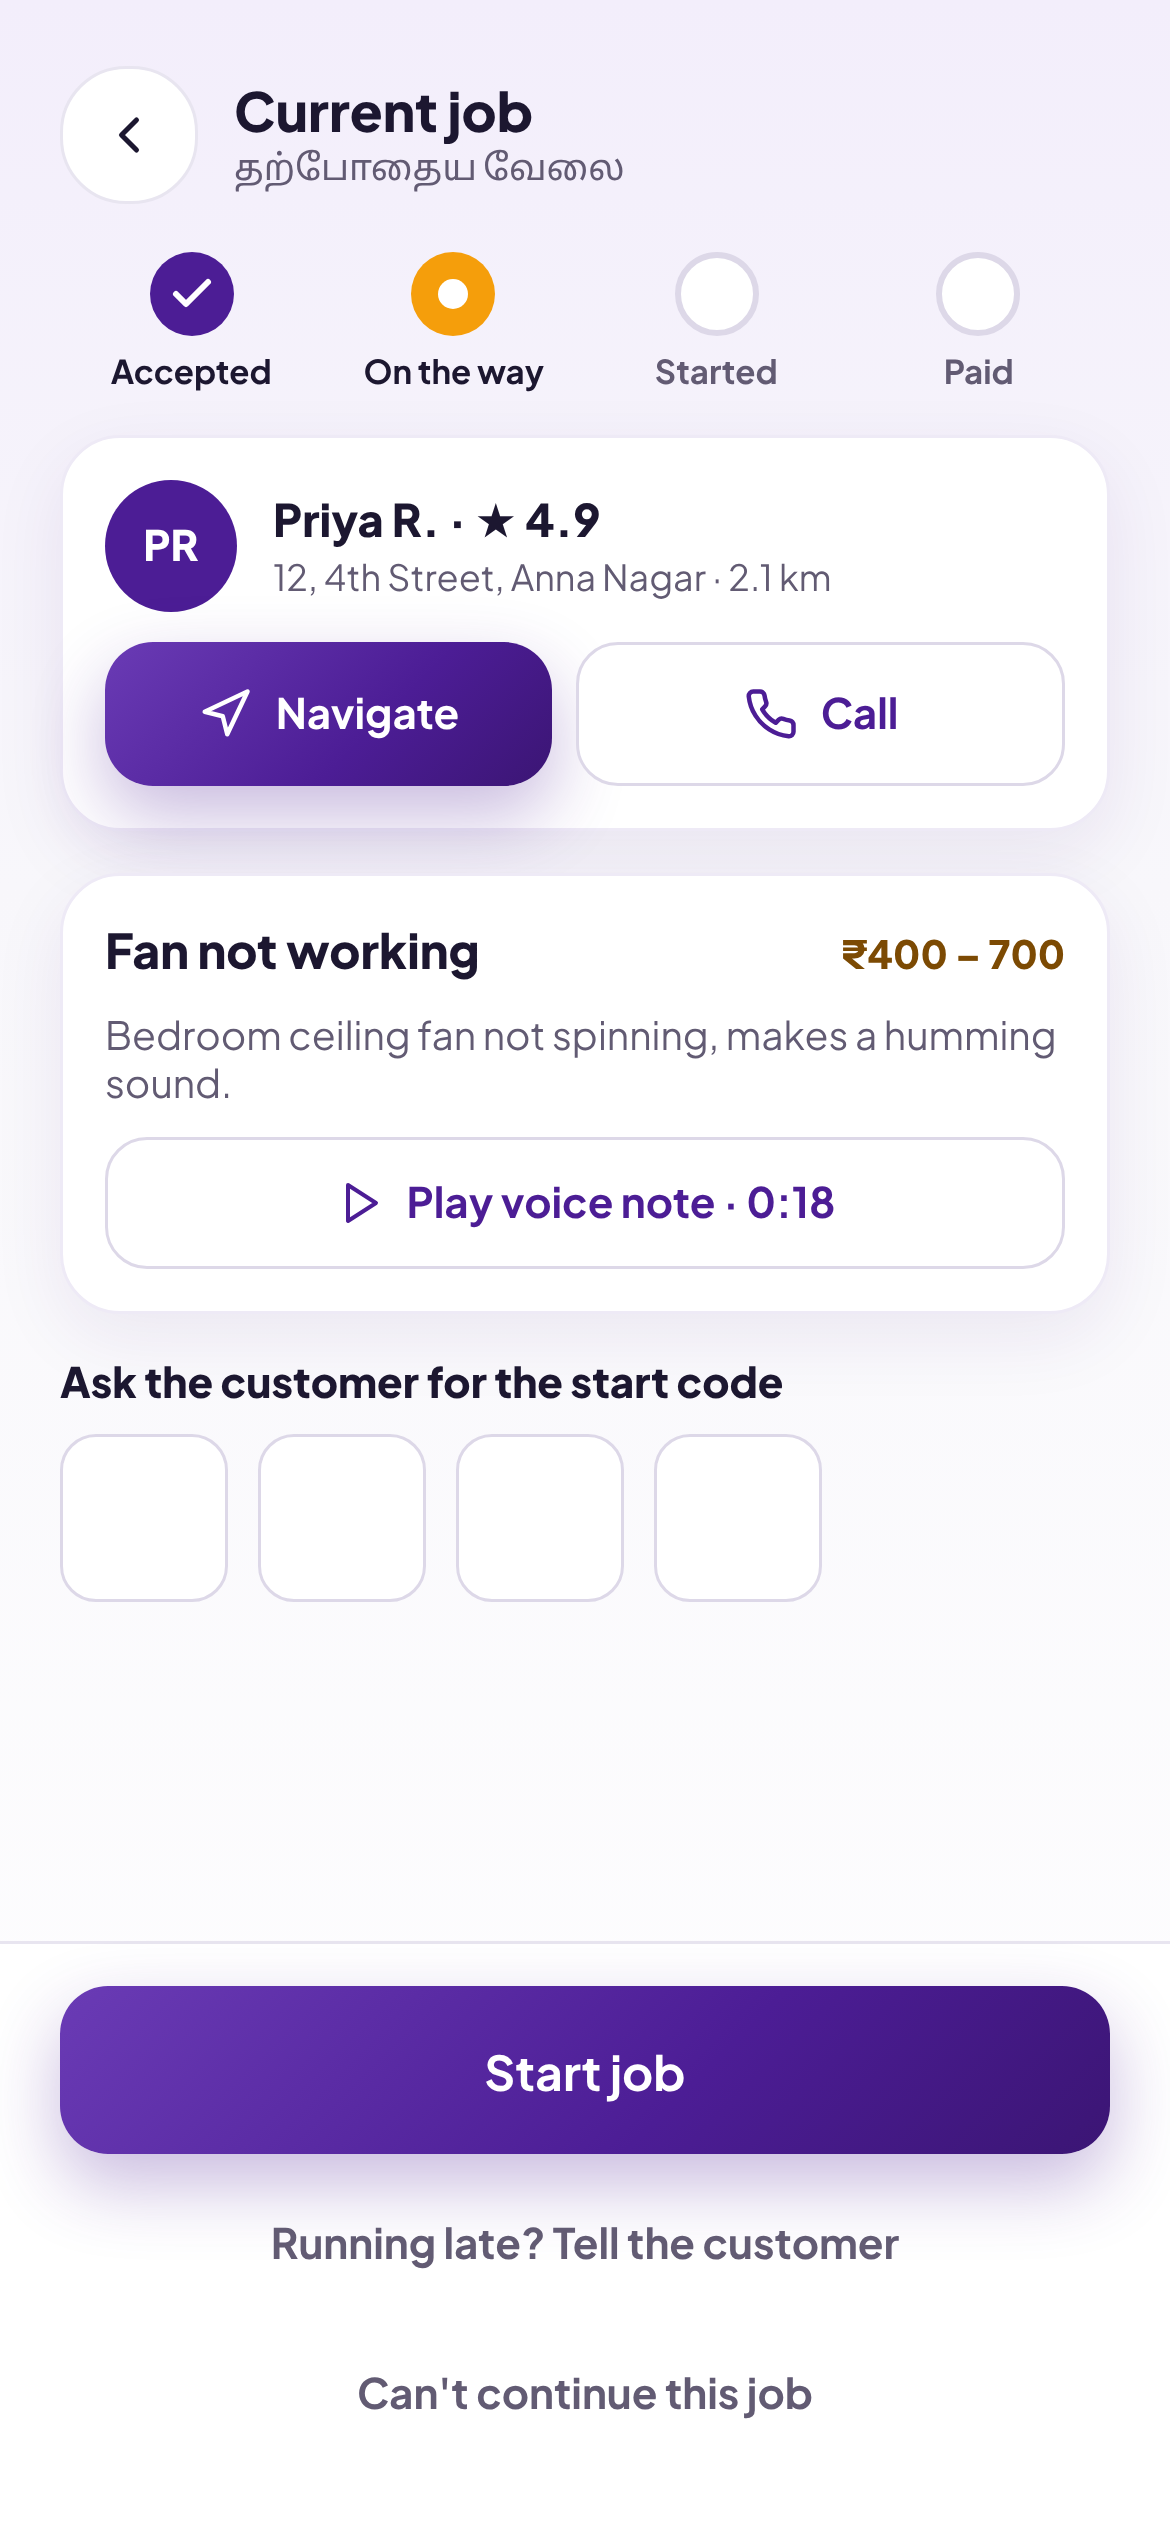 Current job
தற்போதைய வேலை
Accepted
On the way
Started
Paid
PR
Priya R. · ★ 4.9
12, 4th Street, Anna Nagar · 2.1 km
Navigate
Call
Fan not working
₹400 – 700
Bedroom ceiling fan not spinning, makes a humming
sound.
Play voice note · 0:18
Ask the customer for the start code
Start job
Running late? Tell the customer
Can't continue this job